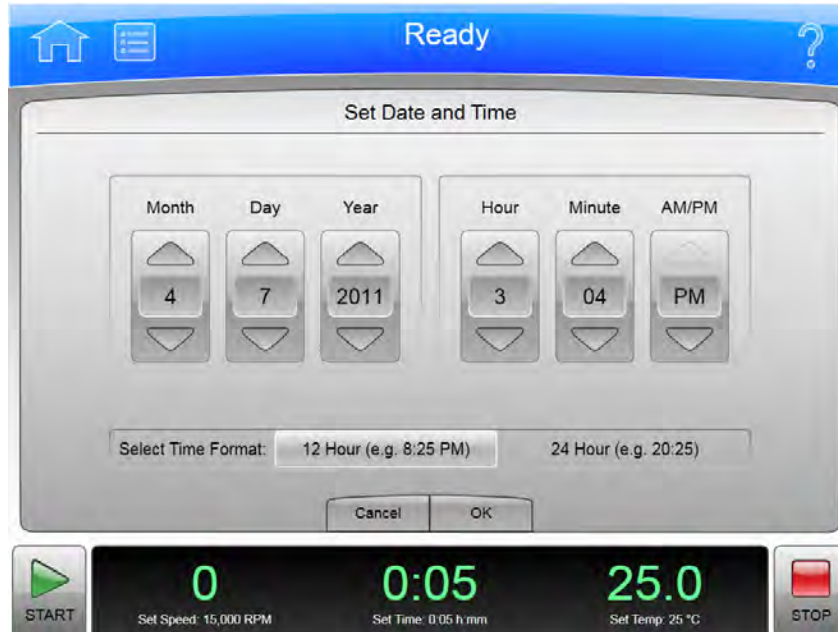 Ready
Set Date and Time
Month Day Year Hour Minute AM/PM
4 7 2011 3 04 PM
Select Time Format: 12 Hour (e.g. 8:25 PM) 24 Hour (e.g. 20:25)
Cancel OK
0 0:05 25.0
START Set Speed: 15,000 RPM Set Time: 0:05 h:mm Set Temp: 25 °C STOP